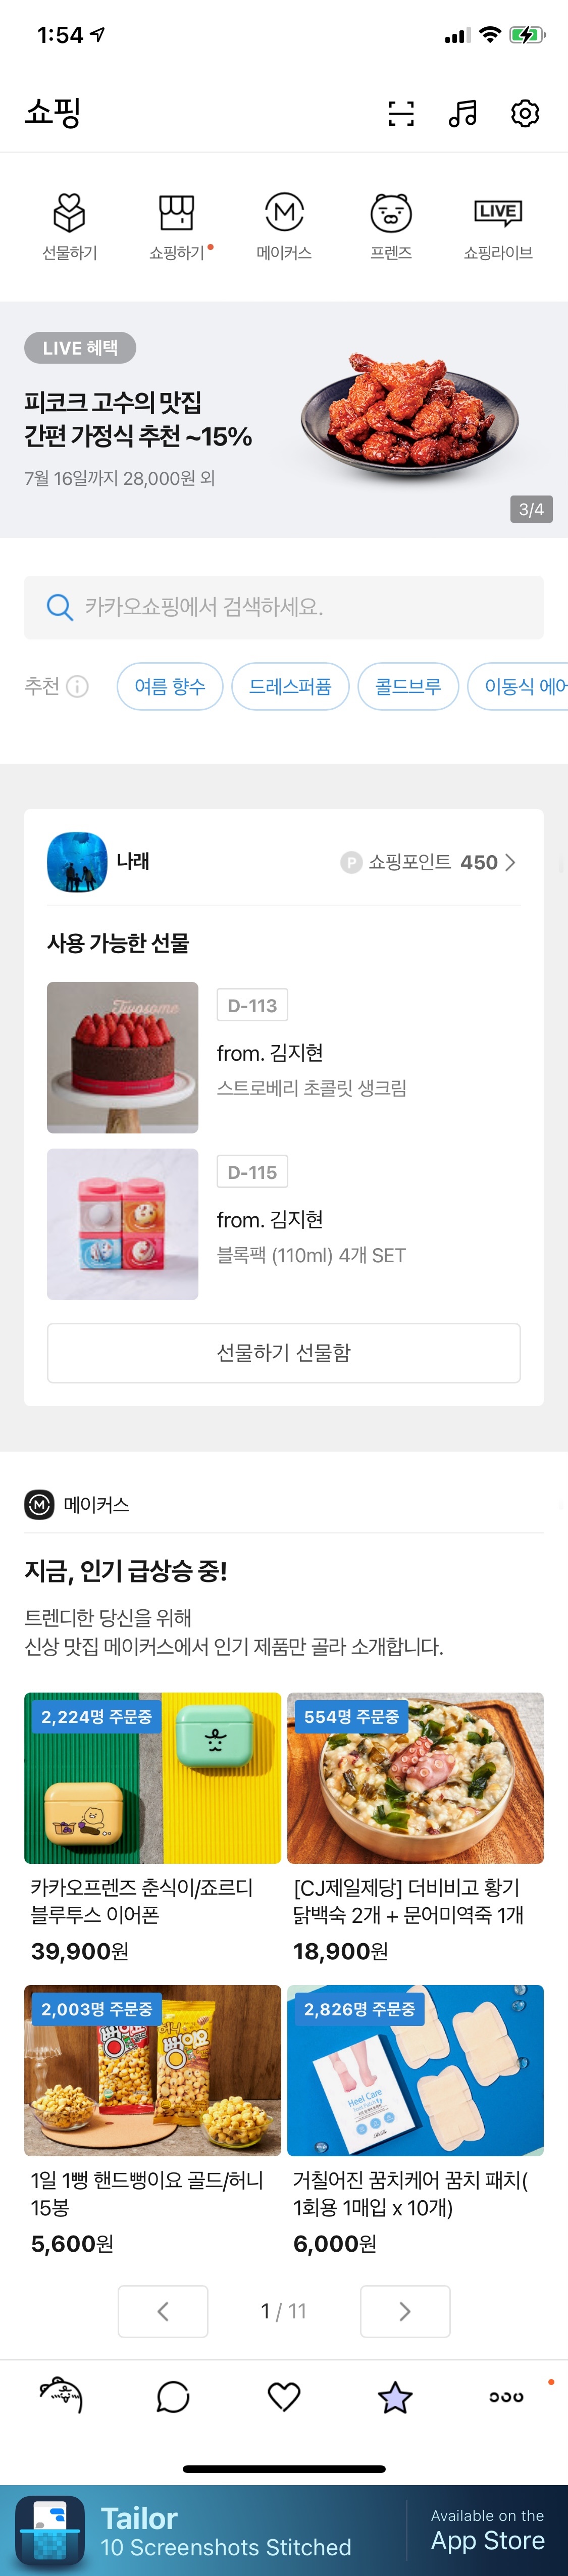 1:54
쇼핑
선물하기
쇼핑하기
메이커스
프렌즈
LIVE
쇼핑라이브
LIVE 혜택
피코크 고수의 맛집
간편 가정식 추천 ~15%
7월 16일까지 28,000원 외
3/4
카카오쇼핑에서 검색하세요.
추천
여름 향수
드레스퍼퓸
콜드브루
이동식 에어
나래
P 쇼핑포인트 450
사용 가능한 선물
Twosome
D-113
from. 김지현
스트로베리 초콜릿 생크림
D-115
from. 김지현
블록팩 (110ml) 4개 SET
선물하기 선물함
M 메이커스
지금, 인기 급상승 중!
트렌디한 당신을 위해
신상 맛집 메이커스에서 인기 제품만 골라 소개합니다.
2,224명 주문중
554명 주문중
카카오프렌즈 춘식이/죠르디
블루투스 이어폰
39,900원
[CJ제일제당] 더비비고 황기
닭백숙 2개 + 문어미역죽 1개
18,900원
2,003명 주문중
2,826명 주문중
뻥이요
Heel Care
1일 1뻥 핸드뻥이요 골드/허니
15봉
5,600원
거칠어진 꿈치케어 꿈치 패치(
1회용 1매입 x 10개)
6,000원
1 / 11
Tailor
10 Screenshots Stitched
Available on the
App Store